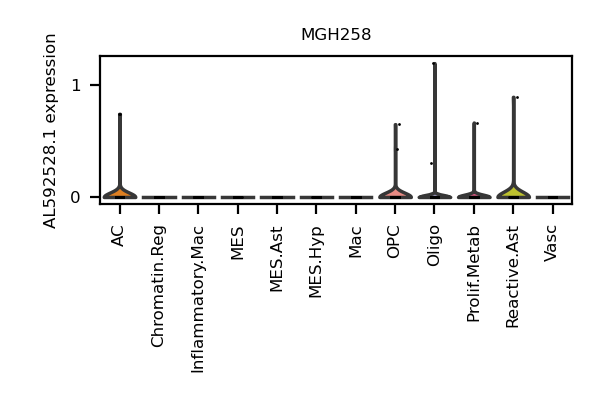 MGH258
AL592528.1 expression
1
0
AC
Chromatin.Reg
Inflammatory.Mac
MES
MES.Ast
MES.Hyp
Mac
OPC
Oligo
Prolif.Metab
Reactive.Ast
Vasc